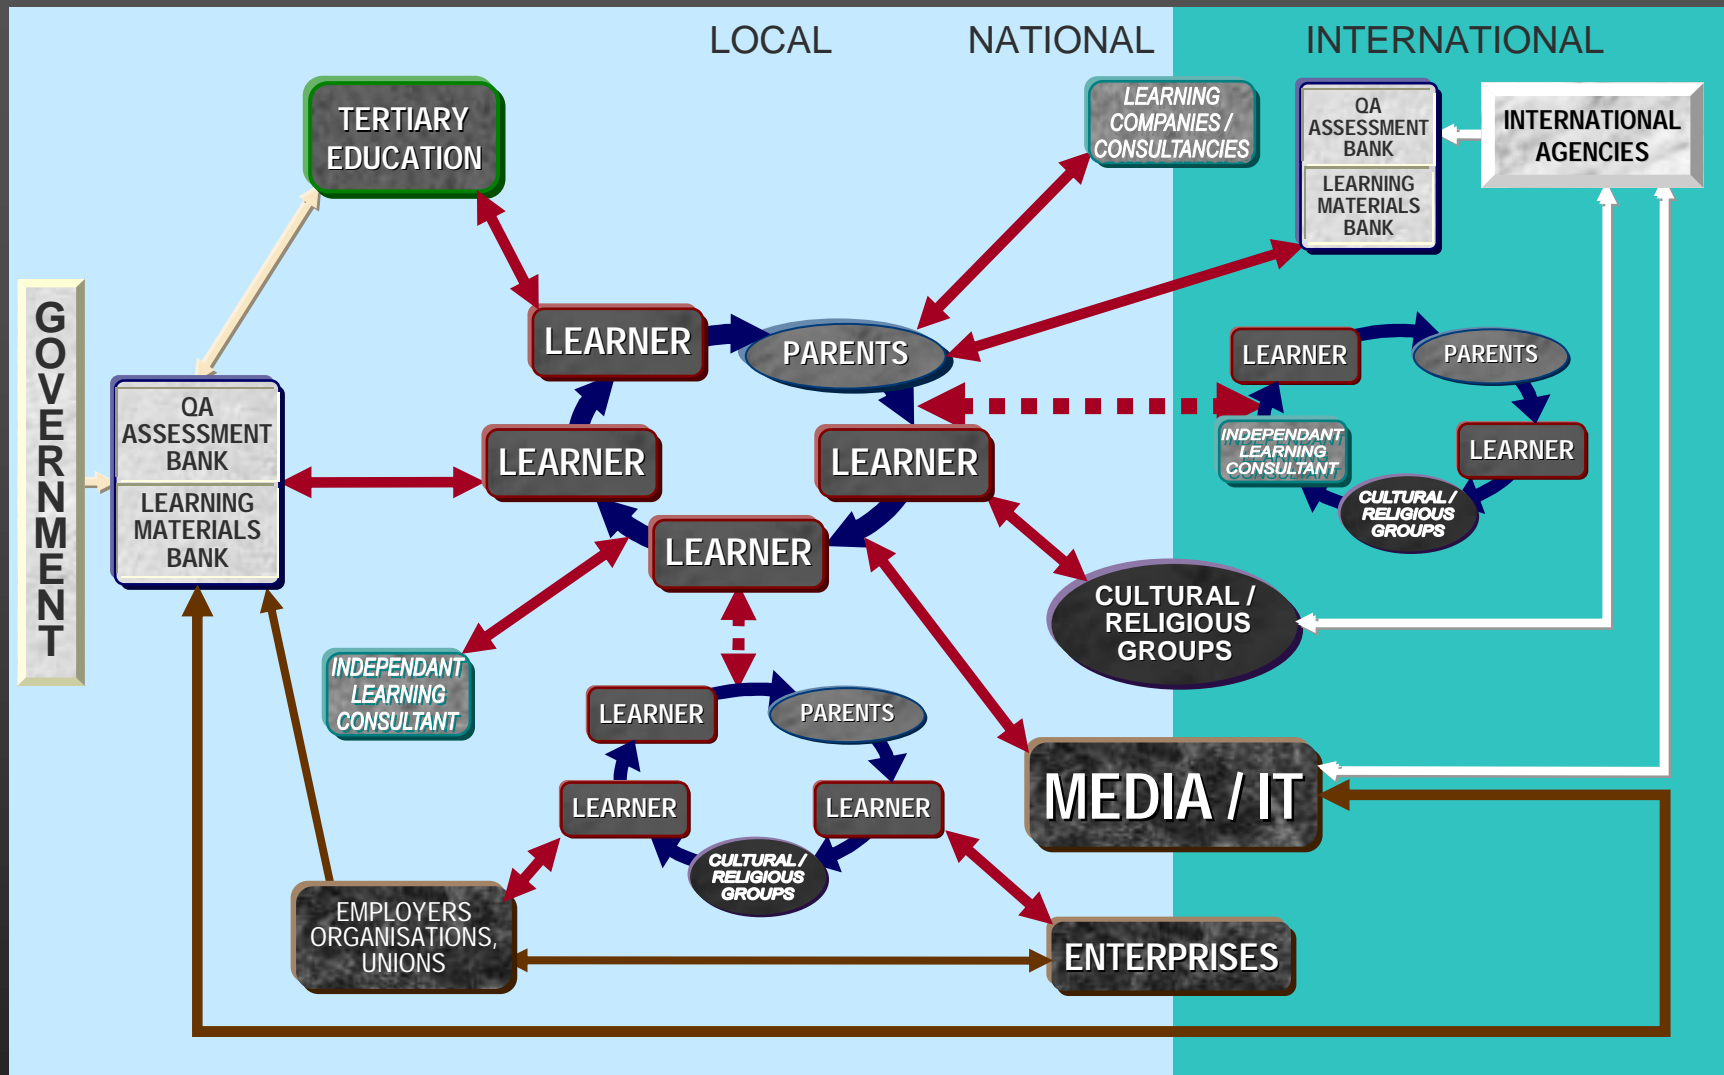 LOCAL
NATIONAL
INTERNATIONAL
TERTIARY
EDUCATION
LEARNING
COMPANIES /
CONSULTANCIES
QA
ASSESSMENT
BANK
LEARNING
MATERIALS
BANK
INTERNATIONAL
AGENCIES
GOVERNMENT
LEARNER
PARENTS
LEARNER
PARENTS
QA
ASSESSMENT
BANK
LEARNING
MATERIALS
BANK
LEARNER
LEARNER
INDEPENDANT
LEARNING
CONSULTANT
LEARNER
CULTURAL /
RELIGIOUS
GROUPS
LEARNER
CULTURAL /
RELIGIOUS
GROUPS
INDEPENDANT
LEARNING
CONSULTANT
LEARNER
PARENTS
MEDIA / IT
LEARNER
LEARNER
CULTURAL /
RELIGIOUS
GROUPS
EMPLOYERS
ORGANISATIONS,
UNIONS
ENTERPRISES